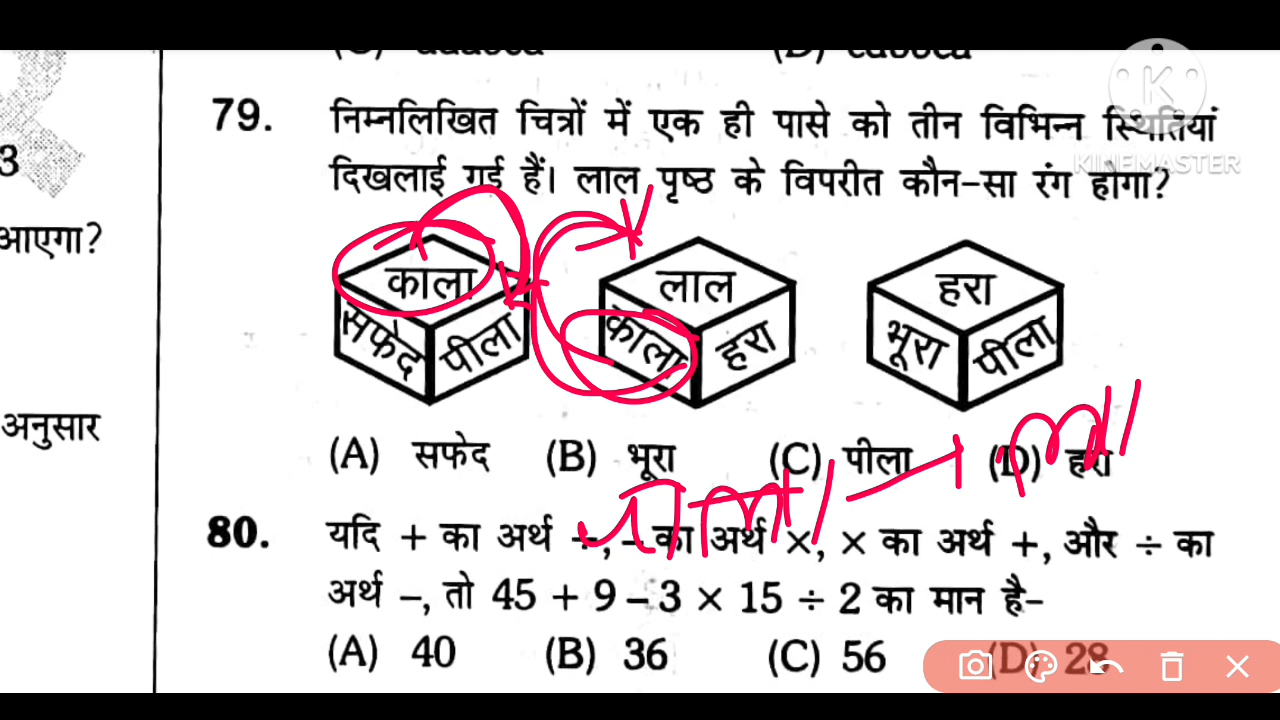 79. निम्नलिखित चित्रों में एक ही पासे को तीन विभिन्न स्थितियां
दिखलाई गई हैं। लाल पृष्ठ के विपरीत कौन-सा रंग होगा?
K
KINEMASTER
3
आएगा?
काला
सफेद
पीला
लाल
काला
हरा
हरा
भूरा
पीला
अनुसार
(A) सफेद (B) भूरा (C) पीला (D) हरा
80. यदि + का अर्थ ÷, - का अर्थ ×, × का अर्थ +, और ÷ का
अर्थ –, तो 45 + 9 – 3 × 15 ÷ 2 का मान है–
(A) 40 (B) 36 (C) 56 (D) 28